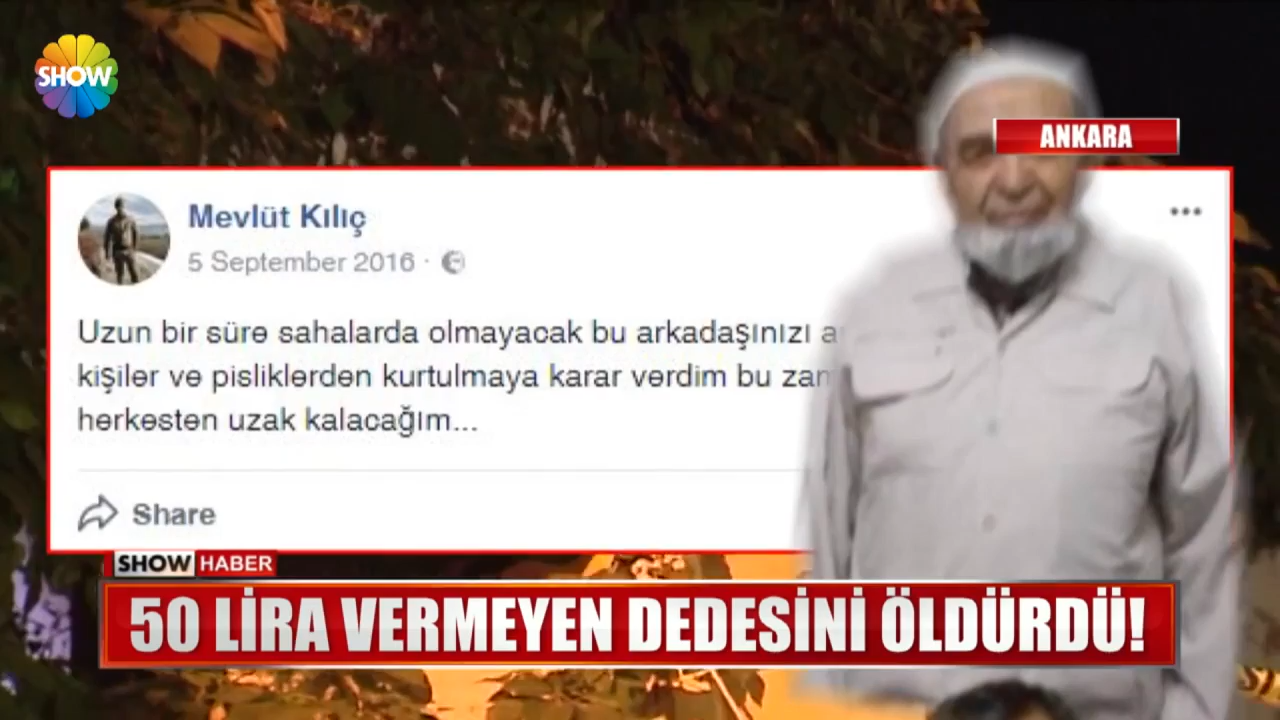 SHOW
ANKARA
Mevlüt Kılıç
5 September 2016 ·
Uzun bir süre sahalarda olmayacak bu arkadaşınızı
kişiler ve pisliklerden kurtulmaya karar verdim bu
herkesten uzak kalacağım...
Share
SHOW HABER
50 LİRA VERMEYEN DEDESİNİ ÖLDÜRDÜ!